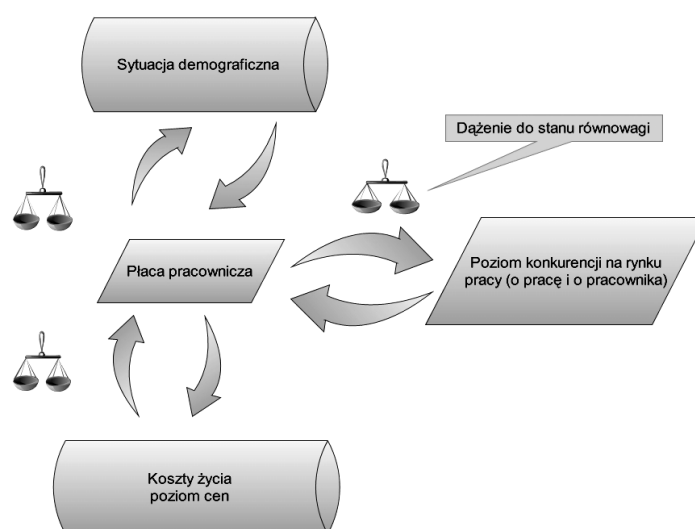 Sytuacja demograficzna
Dążenie do stanu równowagi
Płaca pracownicza
Poziom konkurencji na rynku
pracy (o pracę i o pracownika)
Koszty życia
poziom cen